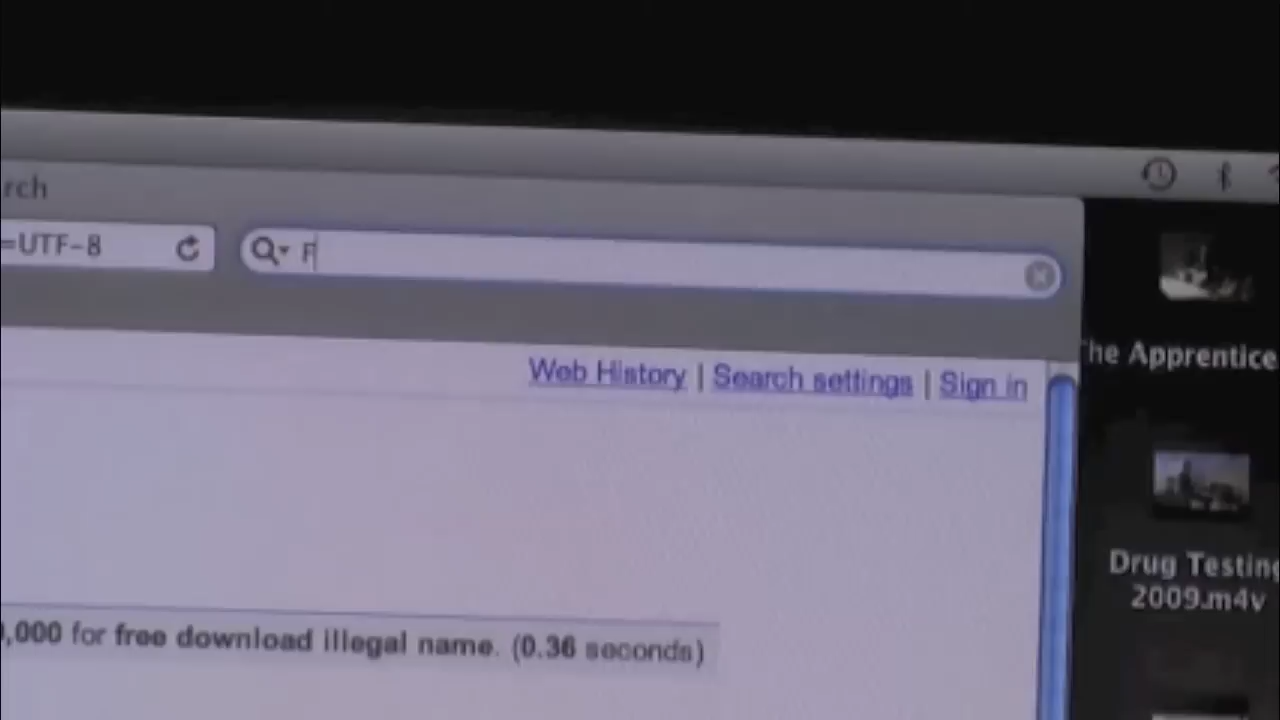 rch
=UTF-8
F
Web History | Search settings | Sign in
he Apprentice
Drug Testing
2009.m4v
,000 for free download illegal name. (0.36 seconds)